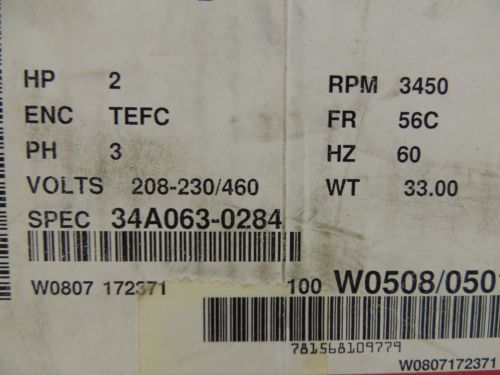 HP 2 RPM 3450
ENC TEFC FR 56C
PH 3 HZ 60
VOLTS 208-230/460 WT 33.00
SPEC 34A063-0284
W0807 172371 100 W0508/050
781568109779
W0807172371